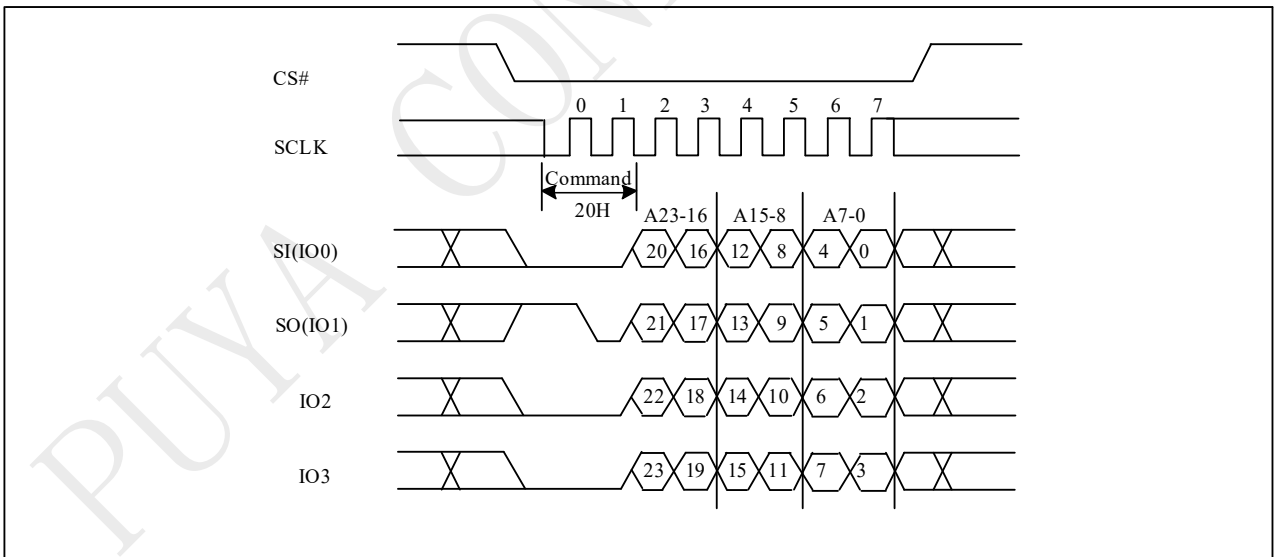 PUYA CON
CS#
0 1 2 3 4 5 6 7
SCLK
Command
20H
A23-16 A15-8 A7-0
SI(IO0) 20 16 12 8 4 0
SO(IO1) 21 17 13 9 5 1
IO2 22 18 14 10 6 2
IO3 23 19 15 11 7 3